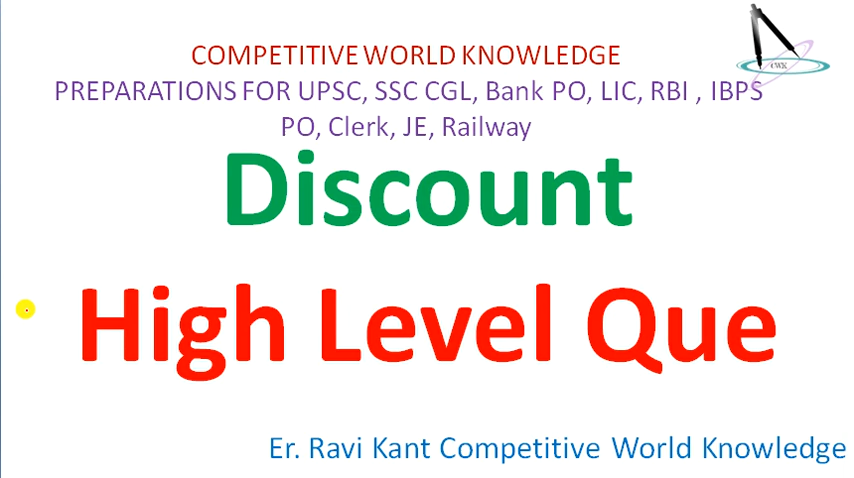 COMPETITIVE WORLD KNOWLEDGE
PREPARATIONS FOR UPSC, SSC CGL, Bank PO, LIC, RBI , IBPS
PO, Clerk, JE, Railway
CWK
Discount
High Level Que
Er. Ravi Kant Competitive World Knowledge